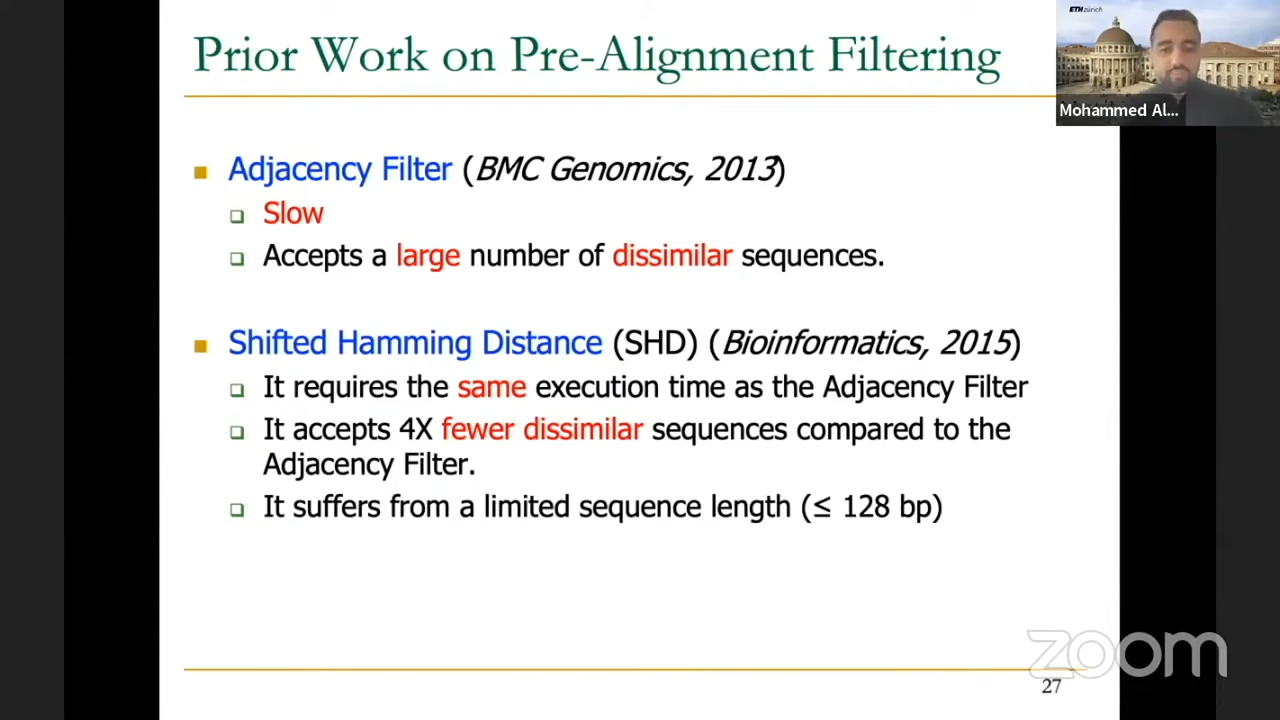 Prior Work on Pre-Alignment Filtering
ETH zürich
Mohammed Al...
Adjacency Filter (BMC Genomics, 2013)
Slow
Accepts a large number of dissimilar sequences.
Shifted Hamming Distance (SHD) (Bioinformatics, 2015)
It requires the same execution time as the Adjacency Filter
It accepts 4X fewer dissimilar sequences compared to the
Adjacency Filter.
It suffers from a limited sequence length (≤ 128 bp)
zoom
27